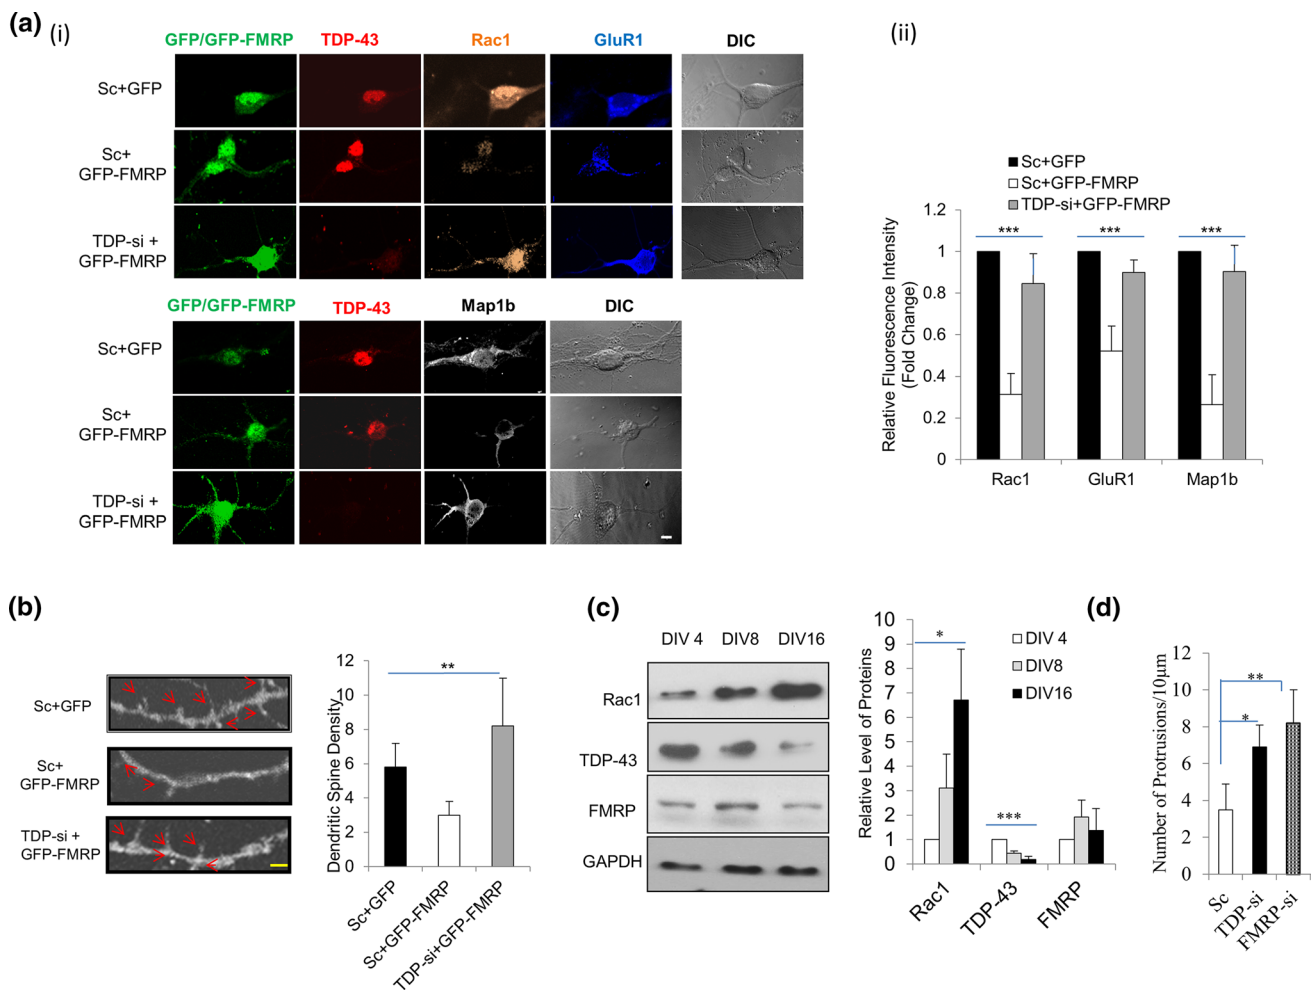 (a) (i)
GFP/GFP-FMRP TDP-43 Rac1 GluR1 DIC
Sc+GFP
Sc+
GFP-FMRP
TDP-si +
GFP-FMRP
GFP/GFP-FMRP TDP-43 Map1b DIC
Sc+GFP
Sc+
GFP-FMRP
TDP-si +
GFP-FMRP
(ii)
Sc+GFP
Sc+GFP-FMRP
TDP-si+GFP-FMRP
Relative Fluorescence Intensity
(Fold Change)
1.2
1
0.8
0.6
0.4
0.2
0
*** *** ***
Rac1 GluR1 Map1b
(b)
Sc+GFP
Sc+
GFP-FMRP
TDP-si +
GFP-FMRP
Dendritic Spine Density
12
10
8
6
4
2
0
**
Sc+GFP
Sc+GFP-FMRP
TDP-si+GFP-FMRP
(c)
DIV 4 DIV8 DIV16
Rac1
TDP-43
FMRP
GAPDH
Relative Level of Proteins
10
9
8
7
6
5
4
3
2
1
0
*
***
DIV 4
DIV8
DIV16
Rac1
TDP-43
FMRP
(d)
Number of Protrusions/10µm
12
10
8
6
4
2
0
**
*
Sc
TDP-si
FMRP-si